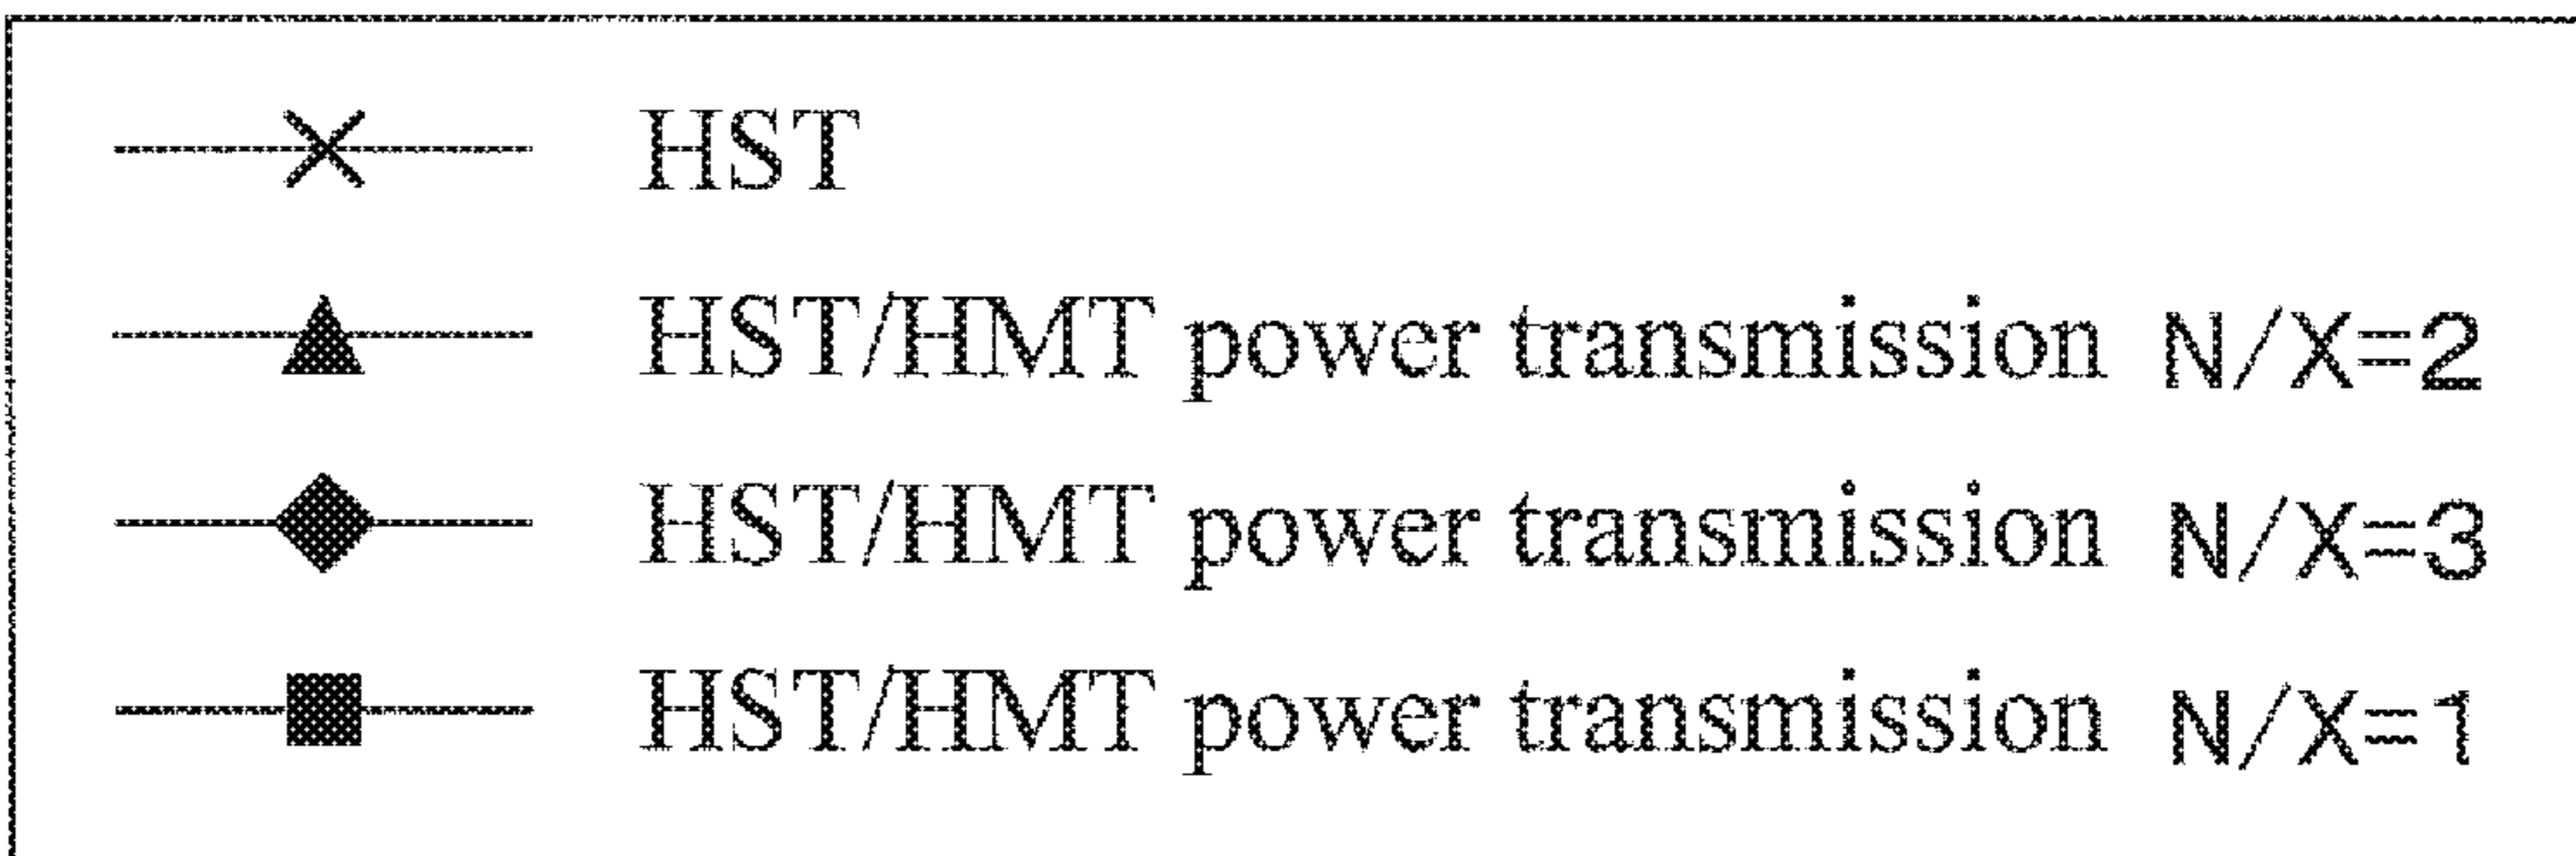 HST
HST/HMT power transmission N/X=2
HST/HMT power transmission N/X=3
HST/HMT power transmission N/X=1